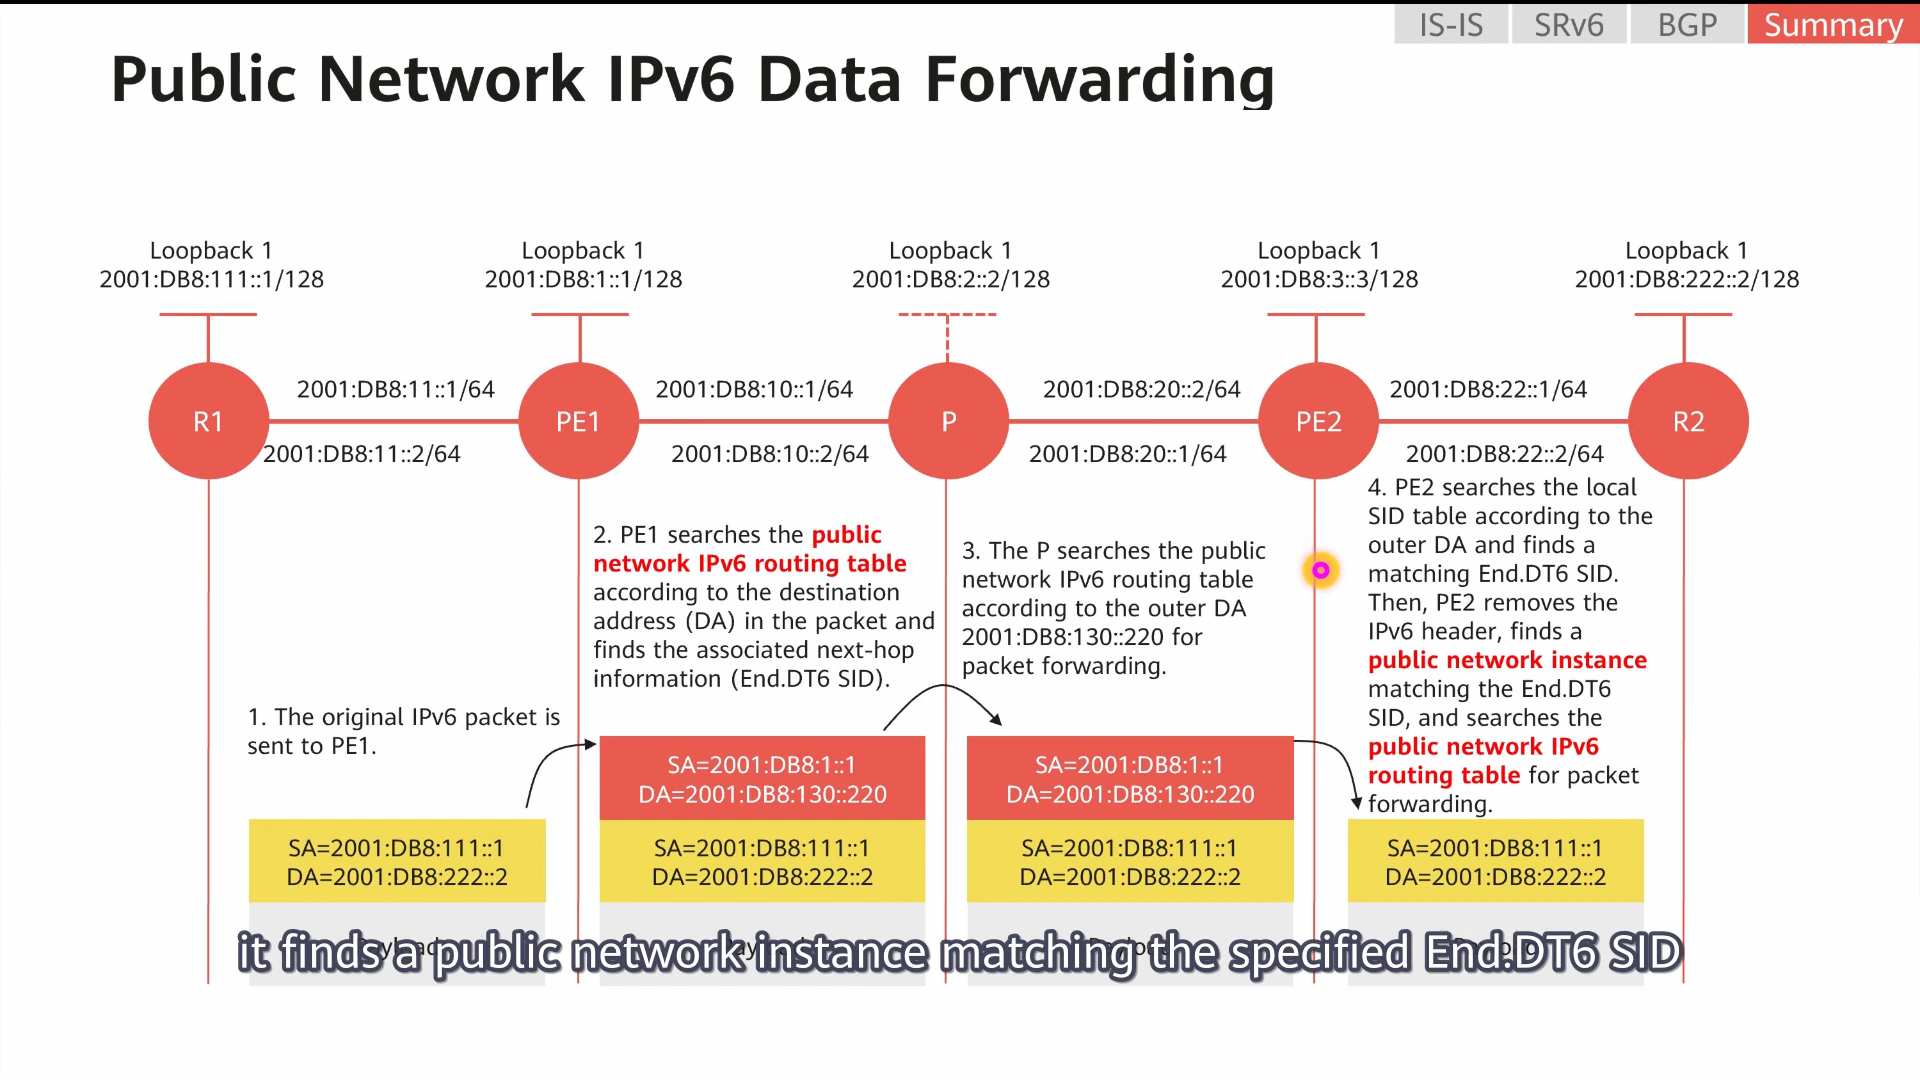 IS-IS
SRv6
BGP
Summary
Public Network IPv6 Data Forwarding
Loopback 1
2001:DB8:111::1/128
Loopback 1
2001:DB8:1::1/128
Loopback 1
2001:DB8:2::2/128
Loopback 1
2001:DB8:3::3/128
Loopback 1
2001:DB8:222::2/128
R1
2001:DB8:11::1/64
2001:DB8:11::2/64
PE1
2001:DB8:10::1/64
2001:DB8:10::2/64
P
2001:DB8:20::2/64
2001:DB8:20::1/64
PE2
2001:DB8:22::1/64
2001:DB8:22::2/64
R2
1. The original IPv6 packet is
sent to PE1.
2. PE1 searches the public
network IPv6 routing table
according to the destination
address (DA) in the packet and
finds the associated next-hop
information (End.DT6 SID).
3. The P searches the public
network IPv6 routing table
according to the outer DA
2001:DB8:130::220 for
packet forwarding.
4. PE2 searches the local
SID table according to the
outer DA and finds a
matching End.DT6 SID.
Then, PE2 removes the
IPv6 header, finds a
public network instance
matching the End.DT6
SID, and searches the
public network IPv6
routing table for packet
forwarding.
SA=2001:DB8:111::1
DA=2001:DB8:222::2
SA=2001:DB8:1::1
DA=2001:DB8:130::220
SA=2001:DB8:111::1
DA=2001:DB8:222::2
SA=2001:DB8:1::1
DA=2001:DB8:130::220
SA=2001:DB8:111::1
DA=2001:DB8:222::2
SA=2001:DB8:111::1
DA=2001:DB8:222::2
it finds a public network instance matching the specified End.DT6 SID